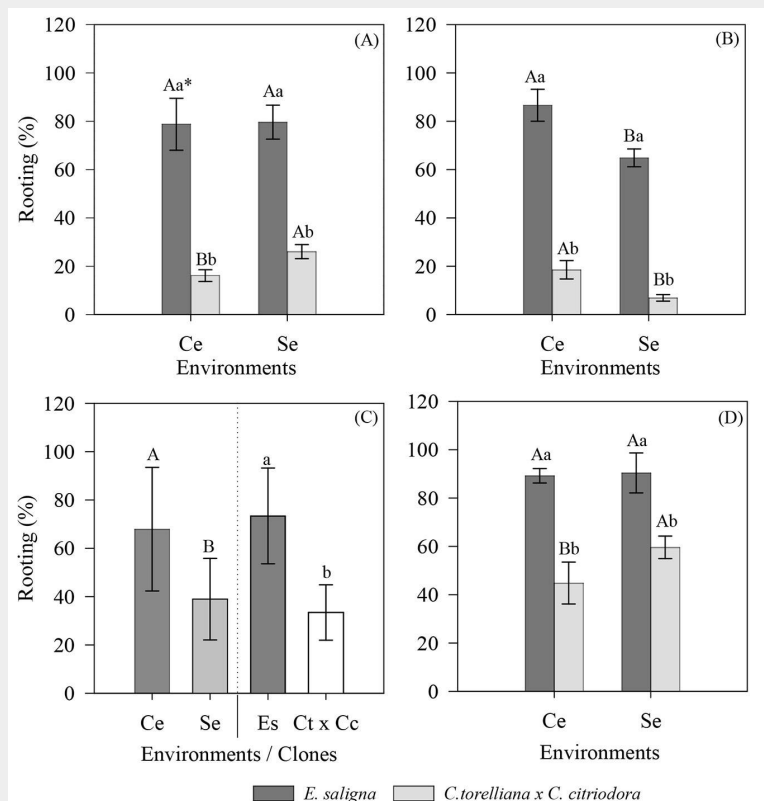 (A)
120
100
80
60
40
20
0
Rooting (%)
Aa*
Bb
Aa
Ab
Ce
Se
Environments
(B)
120
100
80
60
40
20
0
Aa
Ab
Ba
Bb
Ce
Se
Environments
(C)
120
100
80
60
40
20
0
Rooting (%)
A
B
a
b
Ce
Se
Es
Ct x Cc
Environments / Clones
(D)
120
100
80
60
40
20
0
Aa
Bb
Aa
Ab
Ce
Se
Environments
E. saligna
C.torelliana x C. citriodora